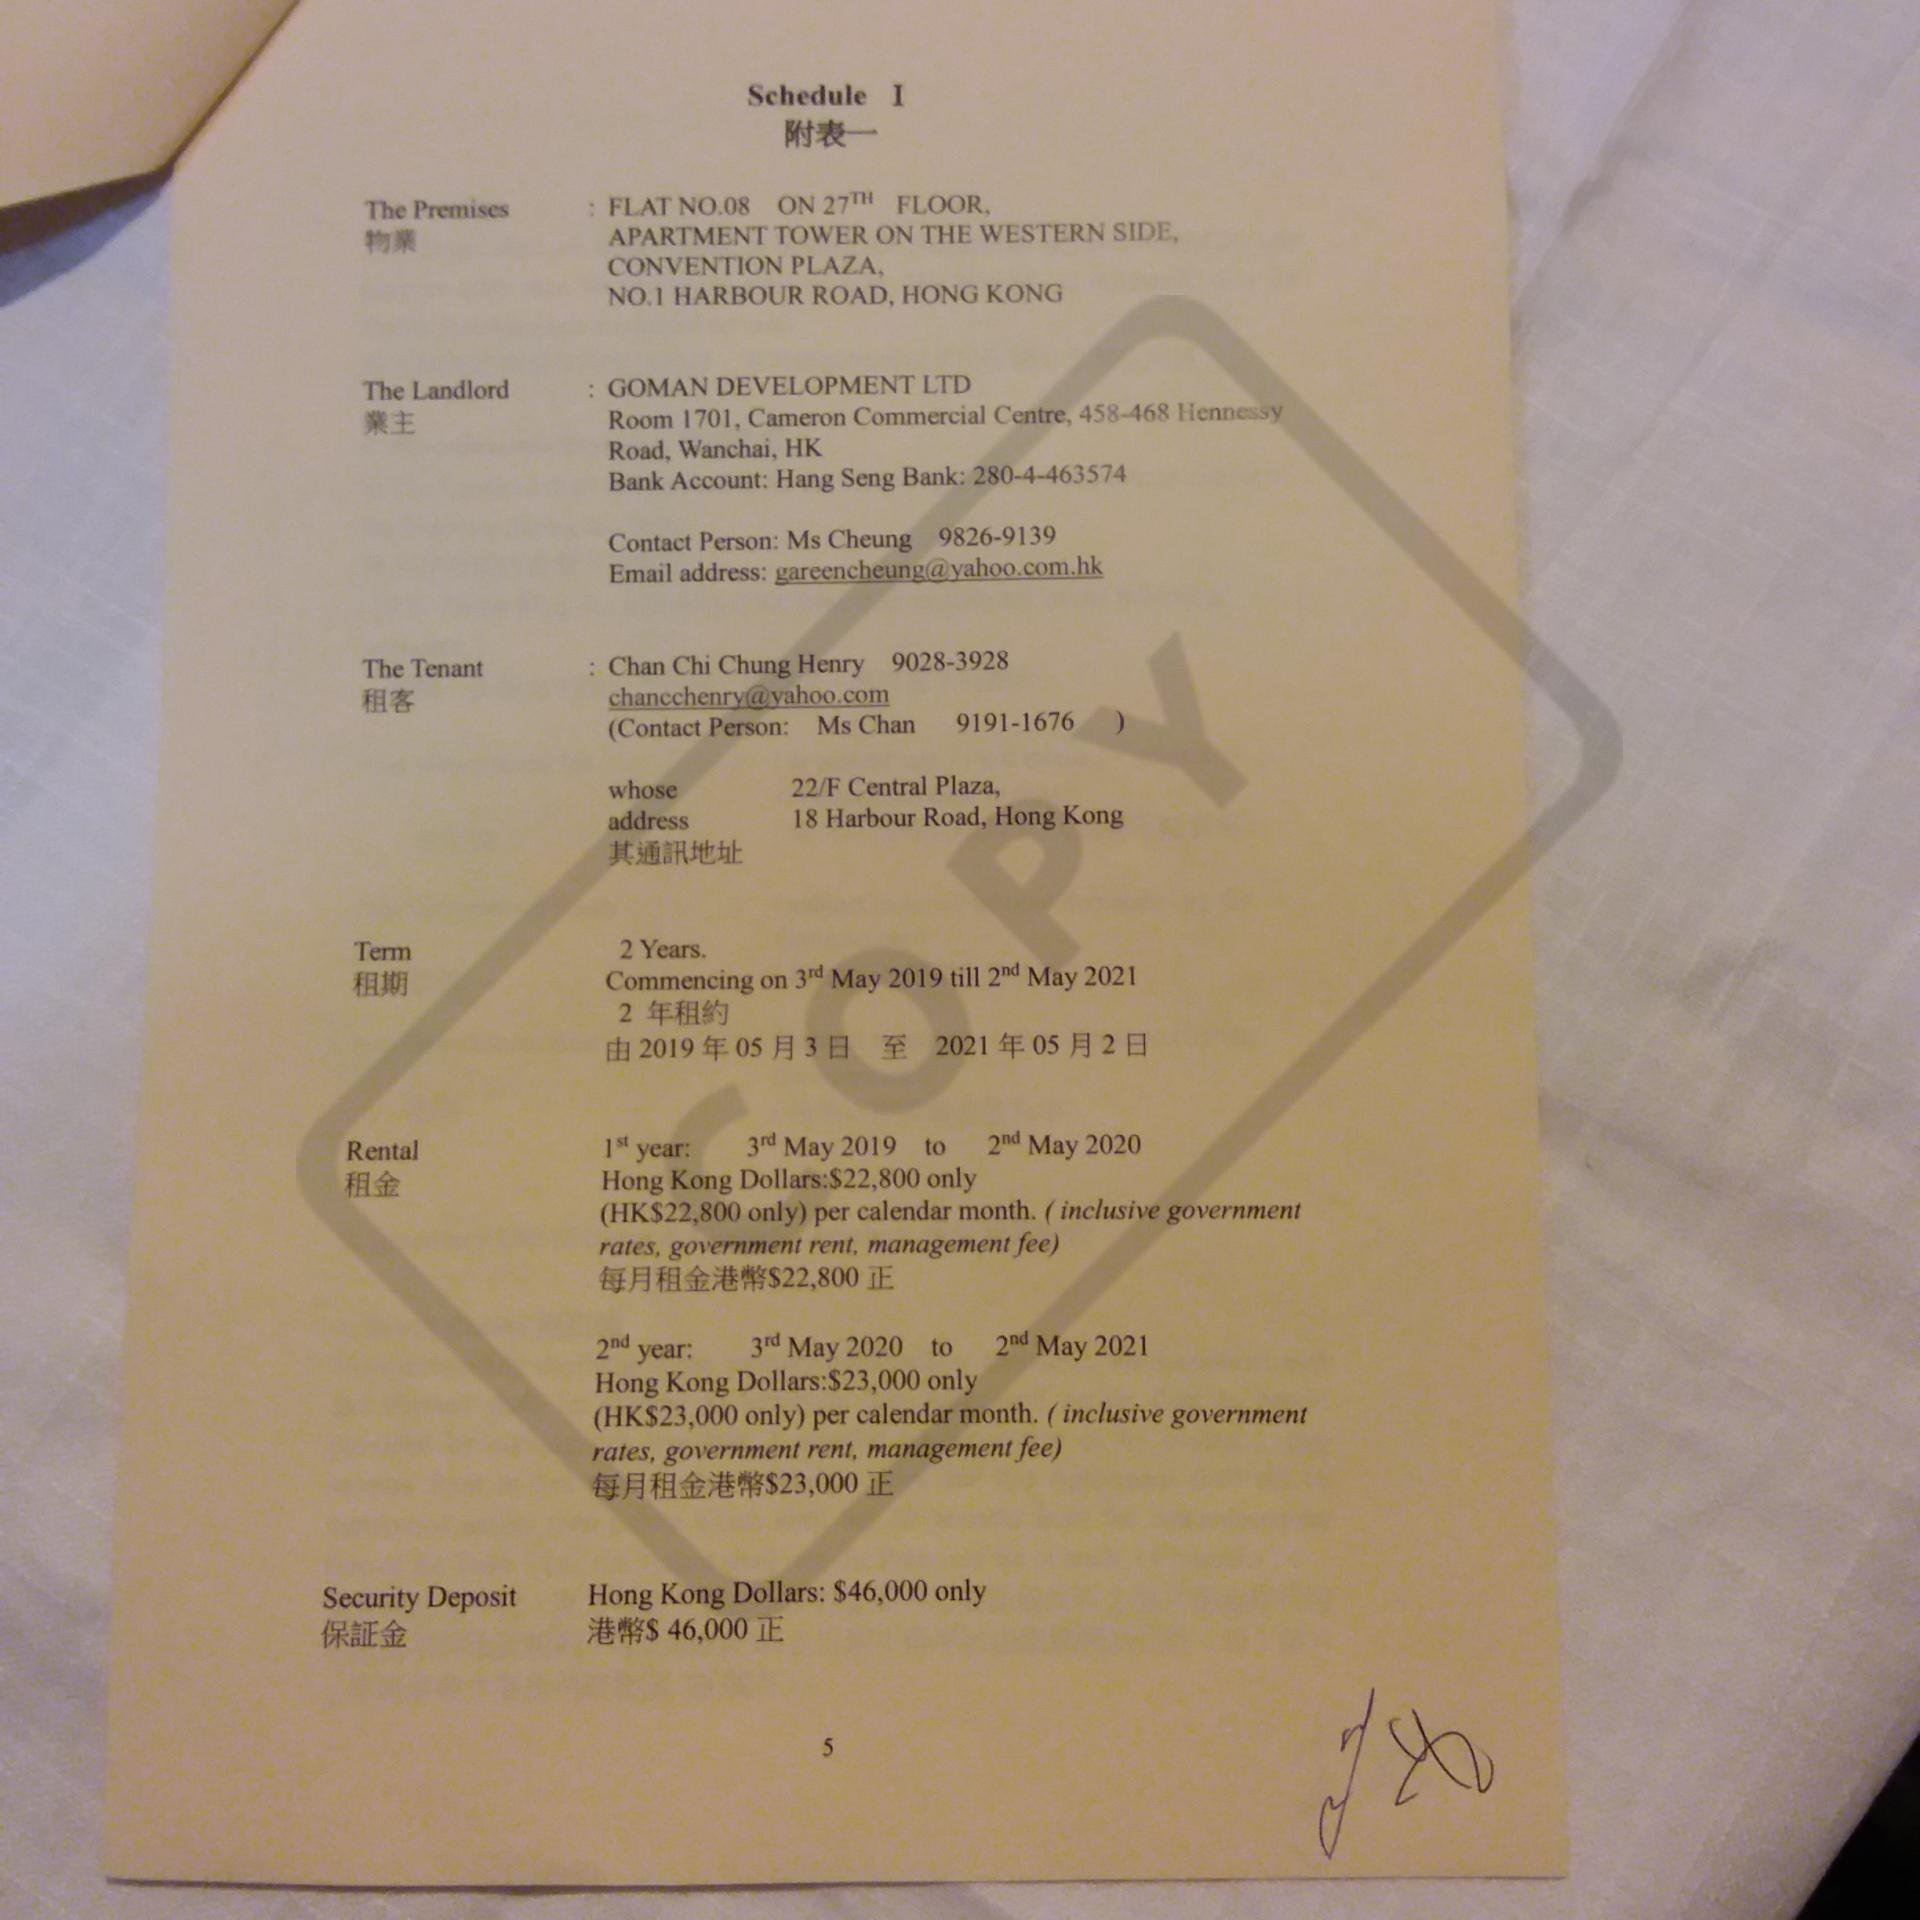 Schedule I
附表一
The Premises : FLAT NO.08 ON 27TH FLOOR,
物業 APARTMENT TOWER ON THE WESTERN SIDE,
CONVENTION PLAZA,
NO.1 HARBOUR ROAD, HONG KONG
The Landlord : GOMAN DEVELOPMENT LTD
業主 Room 1701, Cameron Commercial Centre, 458-468 Hennessy
Road, Wanchai, HK
Bank Account: Hang Seng Bank: 280-4-463574
Contact Person: Ms Cheung 9826-9139
Email address: gareencheung@yahoo.com.hk
The Tenant : Chan Chi Chung Henry 9028-3928
租客 chancchenry@yahoo.com
(Contact Person: Ms Chan 9191-1676 )
whose 22/F Central Plaza,
address 18 Harbour Road, Hong Kong
其通訊地址
Term 2 Years.
租期 Commencing on 3rd May 2019 till 2nd May 2021
2 年租約
由 2019 年 05 月 3 日 至 2021 年 05 月 2 日
Rental 1st year: 3rd May 2019 to 2nd May 2020
租金 Hong Kong Dollars:$22,800 only
(HK$22,800 only) per calendar month. ( inclusive government
rates, government rent, management fee)
每月租金港幣$22,800 正
2nd year: 3rd May 2020 to 2nd May 2021
Hong Kong Dollars:$23,000 only
(HK$23,000 only) per calendar month. ( inclusive government
rates, government rent, management fee)
每月租金港幣$23,000 正
Security Deposit Hong Kong Dollars: $46,000 only
保証金 港幣$ 46,000 正
5
COPY